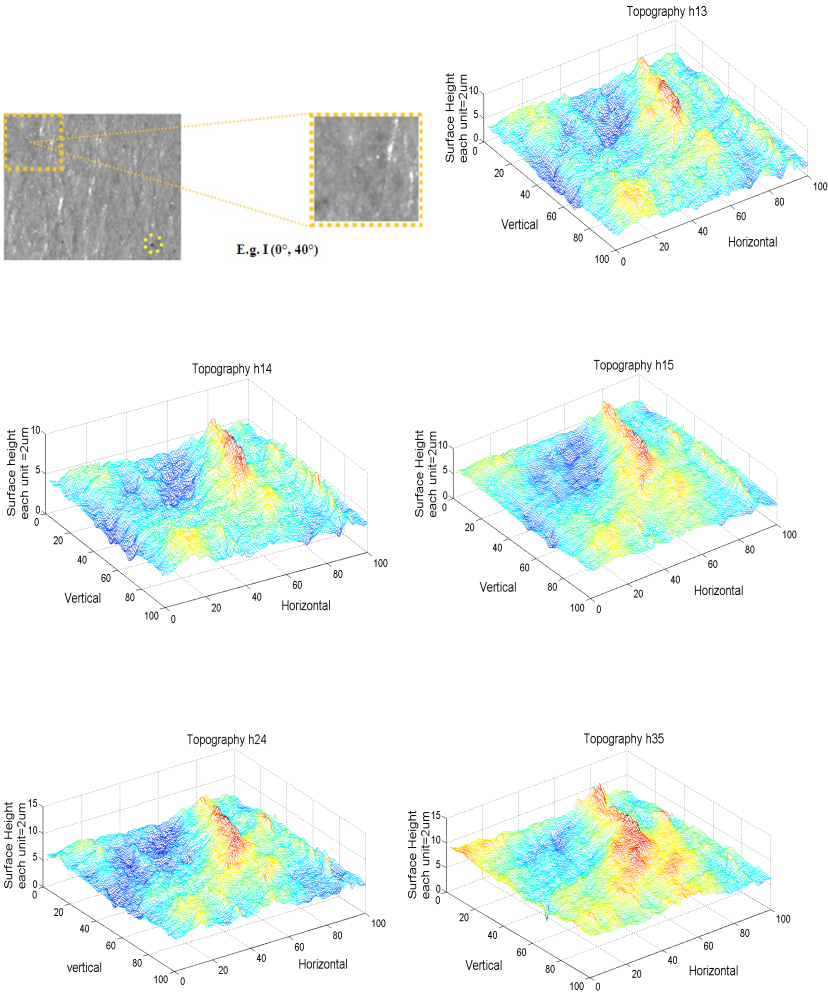 Topography h13
Surface Height
each unit=2um
10
5
0
0
20
40
60
80
100
Vertical
0
20
40
60
80
100
Horizontal
E.g. I (0°, 40°)
Topography h14
Surface height
each unit =2um
10
5
0
0
20
40
60
80
100
Vertical
0
20
40
60
80
100
Horizontal
Topography h15
Surface Height
each unit=2um
10
5
0
0
20
40
60
80
100
Vertical
0
20
40
60
80
100
Horizontal
Topography h24
Surface Height
each unit=2um
15
10
5
0
0
20
40
60
80
100
vertical
0
20
40
60
80
100
Horizontal
Topography h35
Surface Height
each unit=2um
15
10
5
0
0
20
40
60
80
100
Vertical
0
20
40
60
80
100
Horizontal